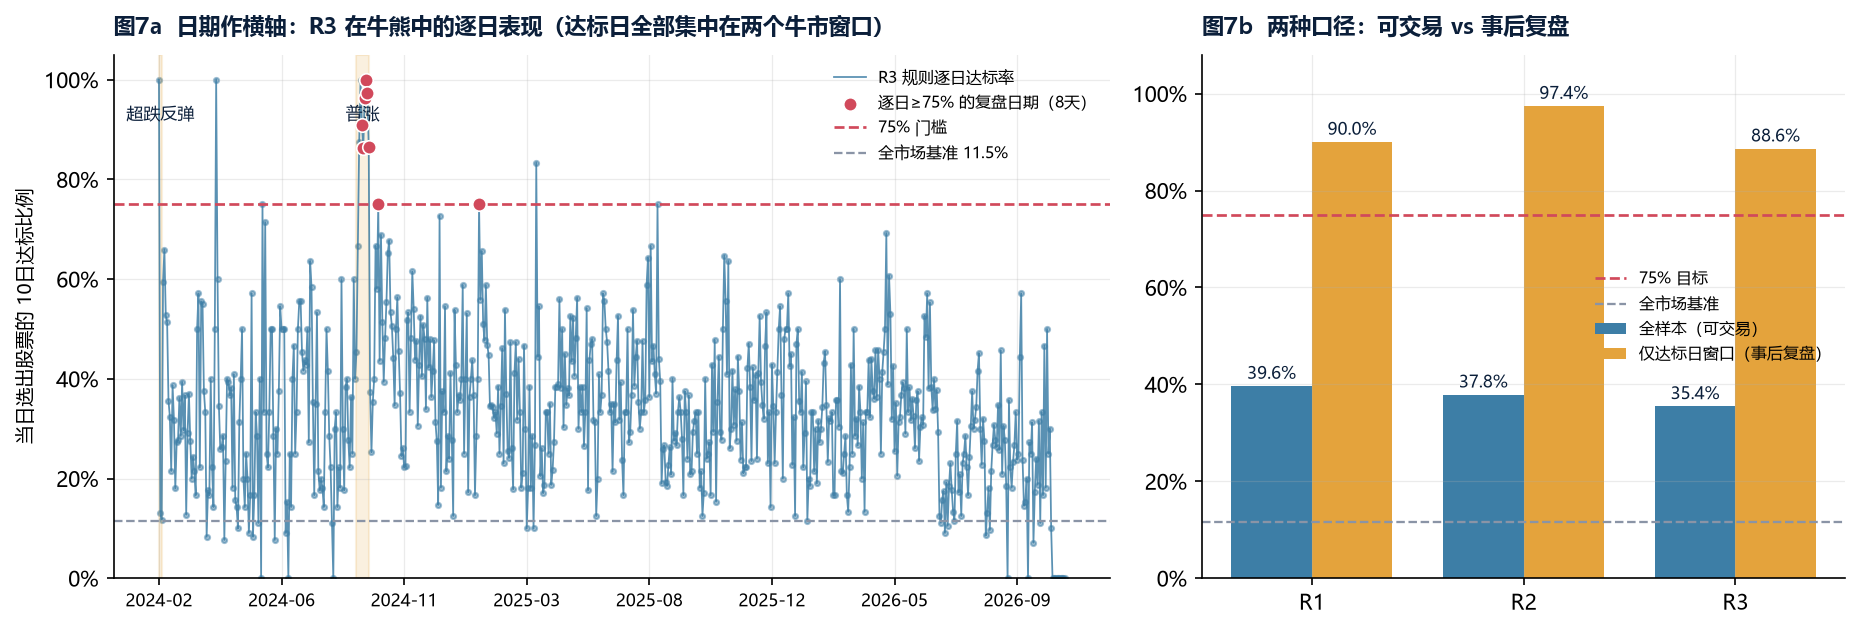 图7a 日期作横轴：R3 在牛熊中的逐日表现（达标日全部集中在两个牛市窗口）
当日选出股票的 10日达标比例
100%
80%
60%
40%
20%
0%
超跌反弹
普涨
R3 规则逐日达标率
逐日≥75% 的复盘日期（8天）
75% 门槛
全市场基准 11.5%
2024-02
2024-06
2024-11
2025-03
2025-08
2025-12
2026-05
2026-09
图7b 两种口径：可交易 vs 事后复盘
100%
80%
60%
40%
20%
0%
39.6%
90.0%
37.8%
97.4%
35.4%
88.6%
75% 目标
全市场基准
全样本（可交易）
仅达标日窗口（事后复盘）
R1
R2
R3